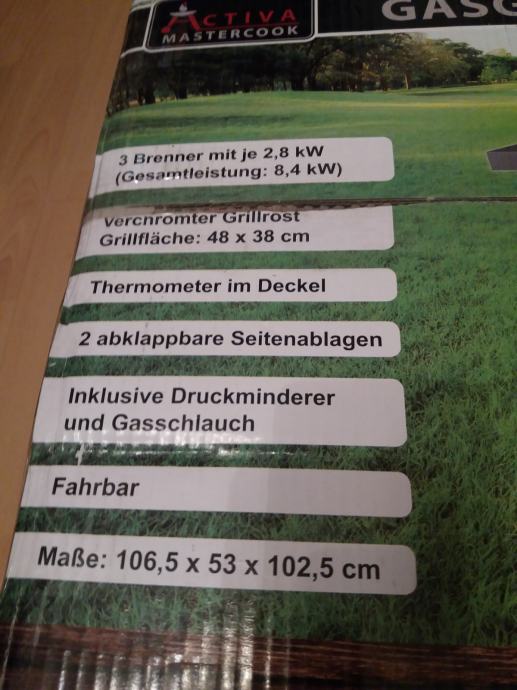 ACTIVA
MASTERCOOK
3 Brenner mit je 2,8 kW
(Gesamtleistung: 8,4 kW)
verchromter Grillrost
Grillfläche: 48 x 38 cm
Thermometer im Deckel
2 abklappbare Seitenablagen
Inklusive Druckminderer
und Gasschlauch
Fahrbar
Maße: 106,5 x 53 x 102,5 cm